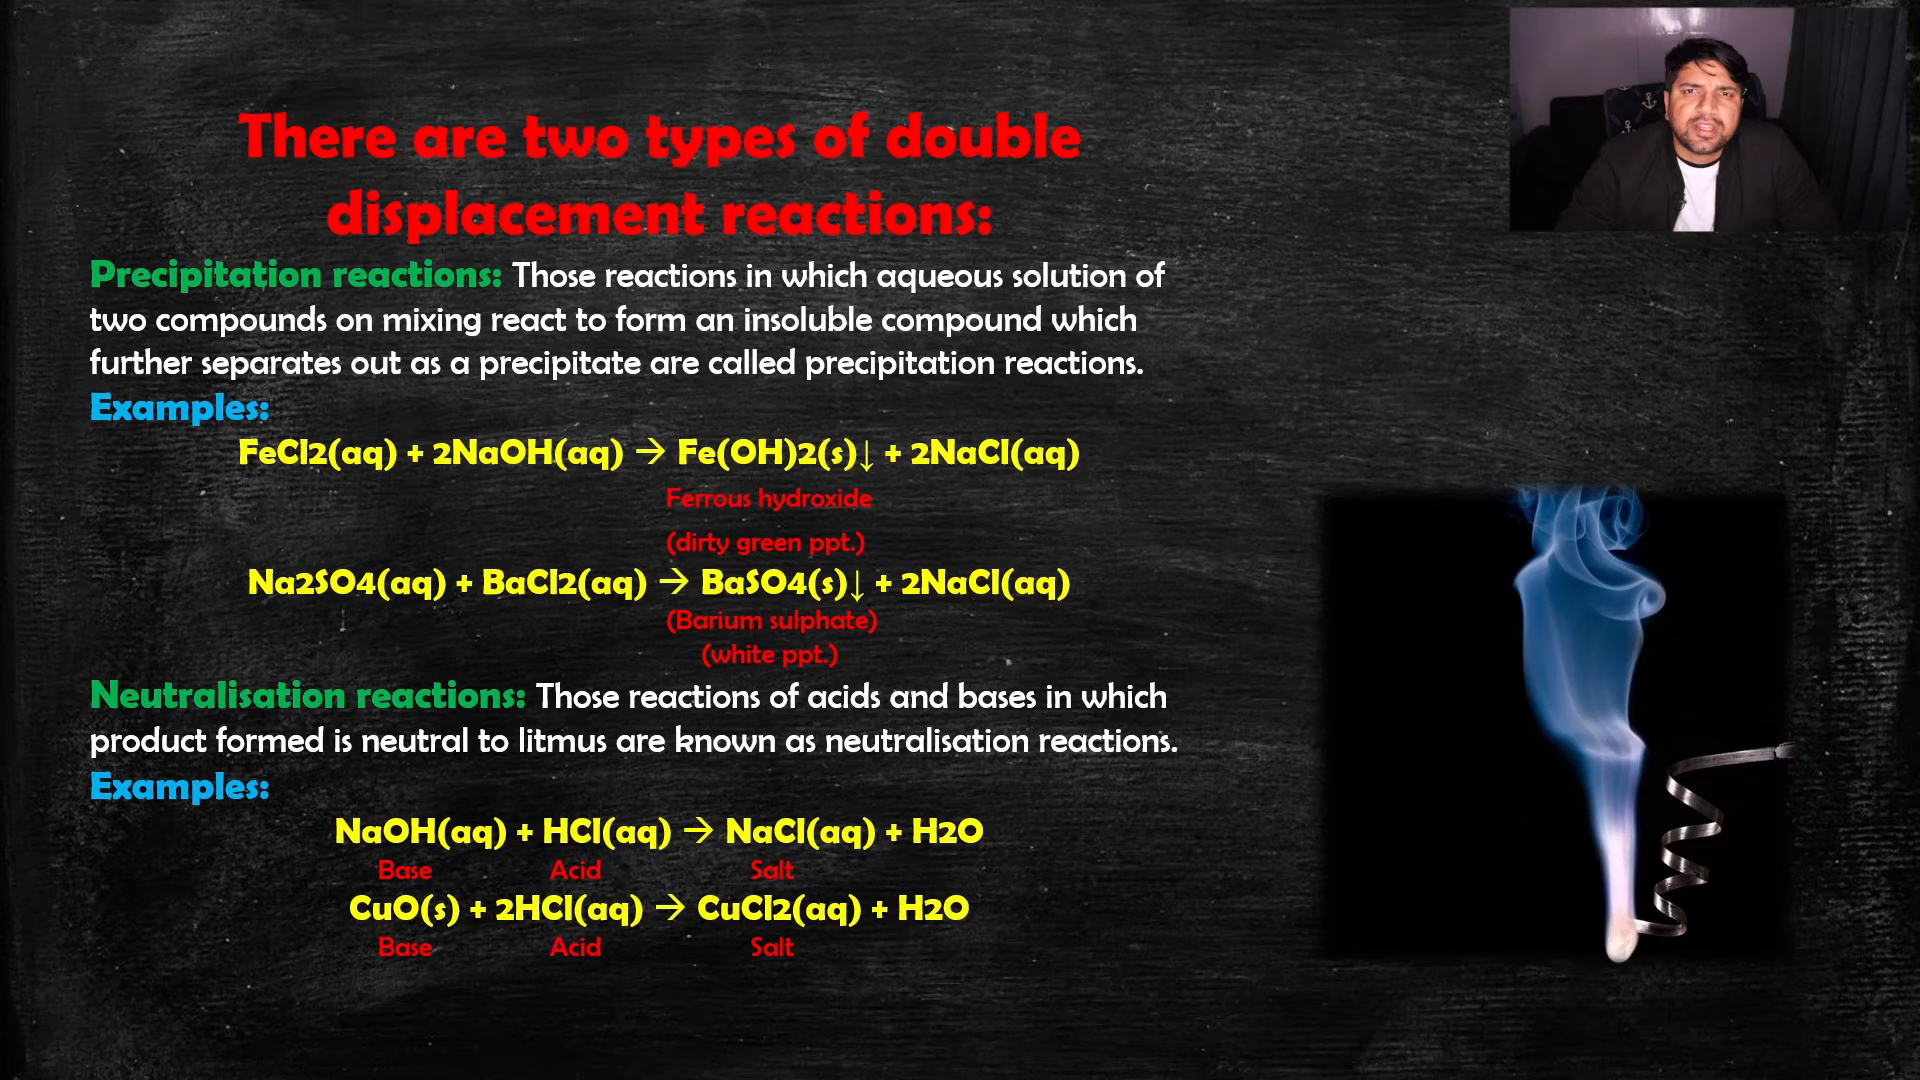 There are two types of double
displacement reactions:
Precipitation reactions: Those reactions in which aqueous solution of
two compounds on mixing react to form an insoluble compound which
further separates out as a precipitate are called precipitation reactions.
Examples:
FeCl2(aq) + 2NaOH(aq) → Fe(OH)2(s)↓ + 2NaCl(aq)
Ferrous hydroxide
(dirty green ppt.)
Na2SO4(aq) + BaCl2(aq) → BaSO4(s)↓ + 2NaCl(aq)
(Barium sulphate)
(white ppt.)
Neutralisation reactions: Those reactions of acids and bases in which
product formed is neutral to litmus are known as neutralisation reactions.
Examples:
NaOH(aq) + HCl(aq) → NaCl(aq) + H2O
Base Acid Salt
CuO(s) + 2HCl(aq) → CuCl2(aq) + H2O
Base Acid Salt